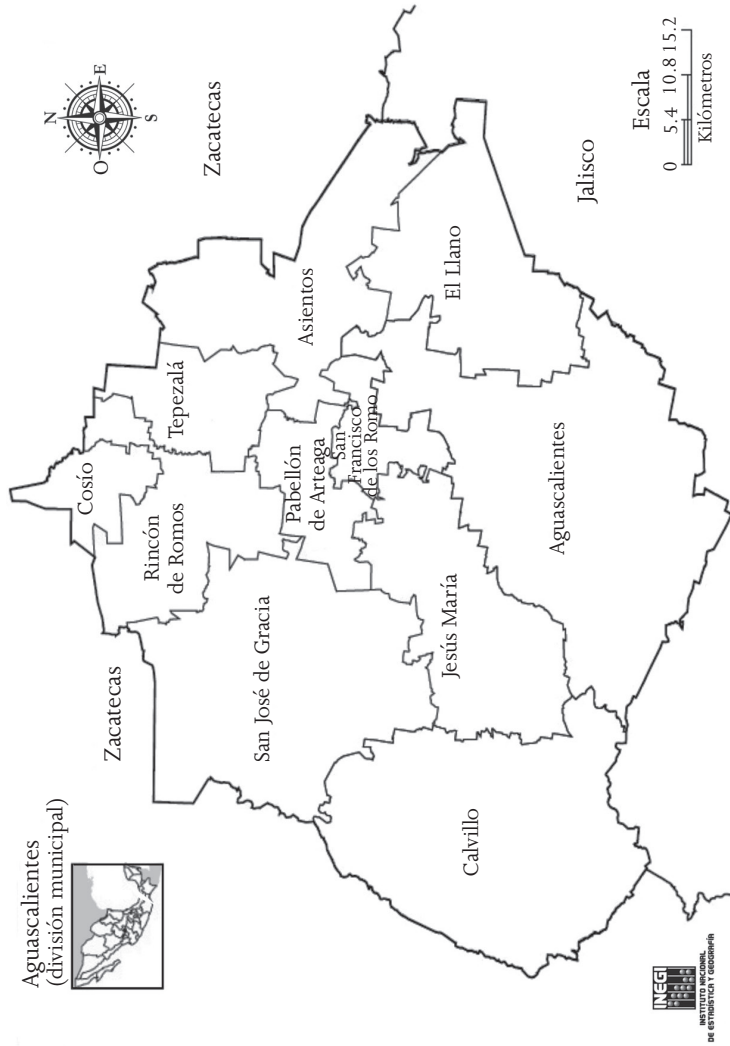 Aguascalientes
(división municipal)
N
E
S
O
Zacatecas
Zacatecas
Cosío
Rincón
de Romos
Tepezalá
Asientos
San José de Gracia
Pabellón
de Arteaga
San
Francisco
de los Romo
El Llano
Jesús María
Calvillo
Aguascalientes
Jalisco
Escala
0 5.4 10.8 15.2
Kilómetros
INEGI
INSTITUTO NACIONAL
DE ESTADÍSTICA Y GEOGRAFÍA